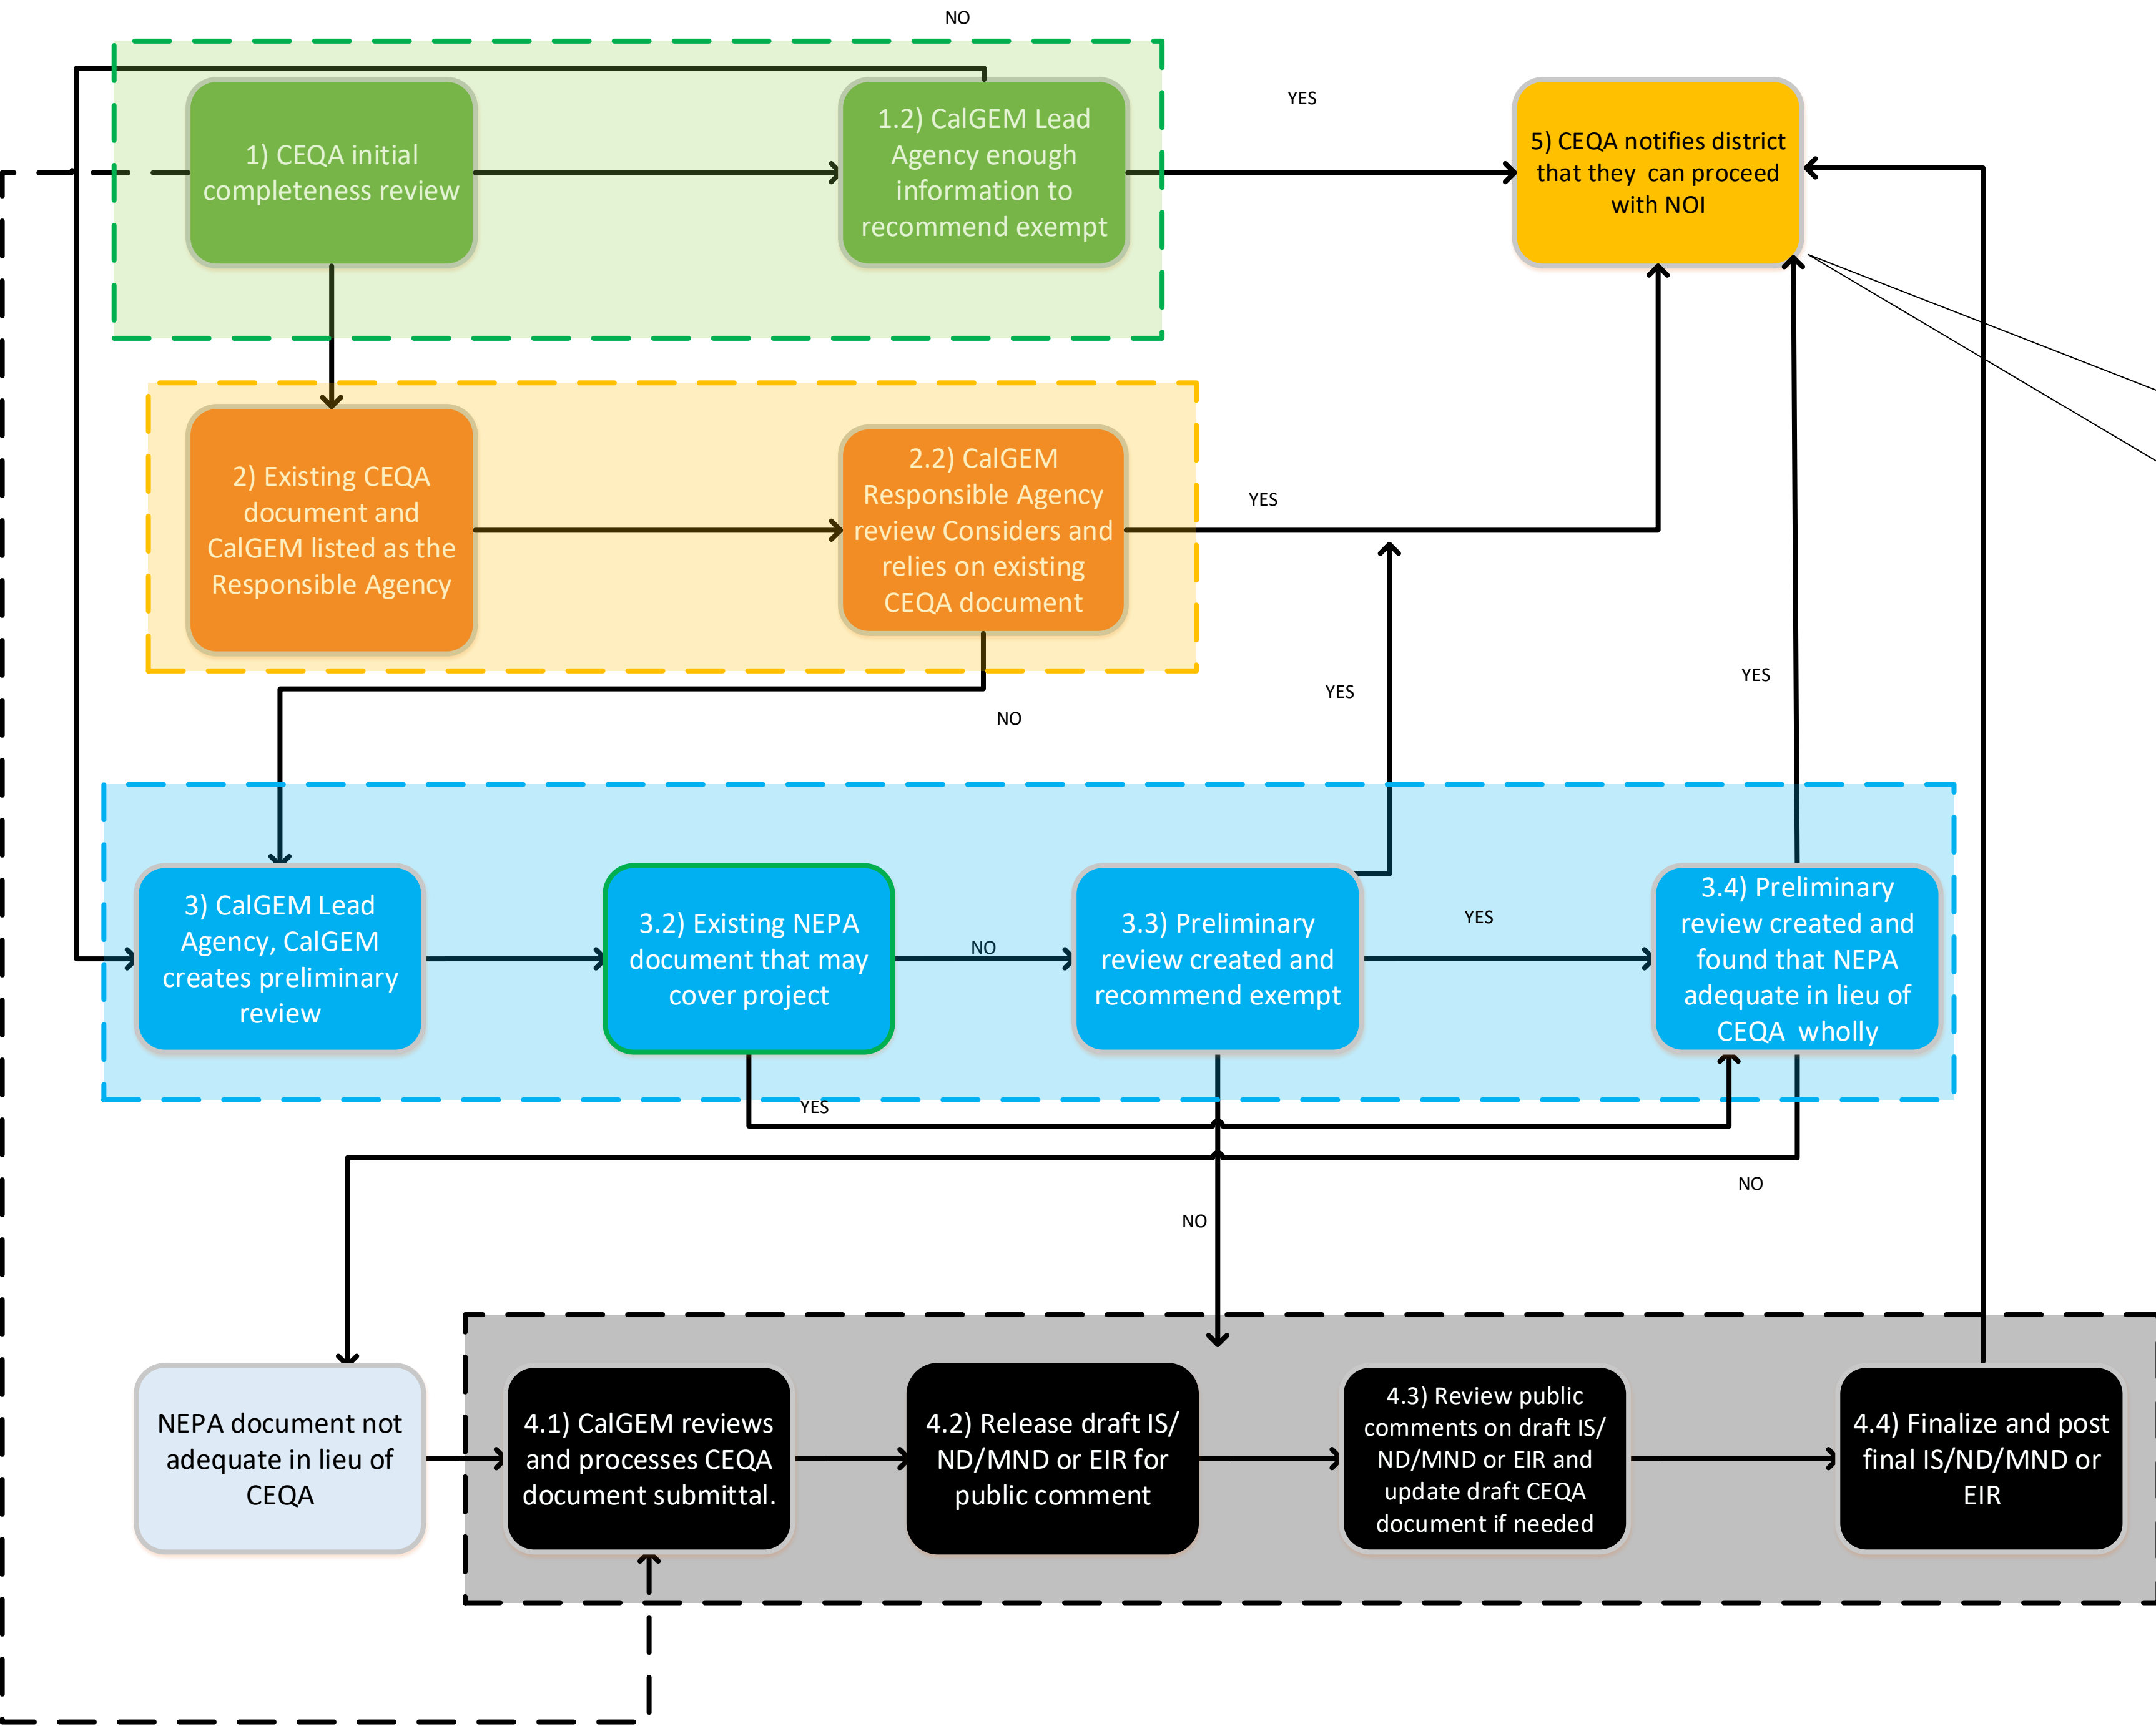 NO
1) CEQA initial
completeness review
1.2) CalGEM Lead
Agency enough
information to
recommend exempt
YES
5) CEQA notifies district
that they can proceed
with NOI
2) Existing CEQA
document and
CalGEM listed as the
Responsible Agency
2.2) CalGEM
Responsible Agency
review Considers and
relies on existing
CEQA document
YES
NO
YES
YES
3) CalGEM Lead
Agency, CalGEM
creates preliminary
review
3.2) Existing NEPA
document that may
cover project
NO
3.3) Preliminary
review created and
recommend exempt
YES
3.4) Preliminary
review created and
found that NEPA
adequate in lieu of
CEQA wholly
YES
NO
NO
NEPA document not
adequate in lieu of
CEQA
4.1) CalGEM reviews
and processes CEQA
document submittal.
4.2) Release draft IS/
ND/MND or EIR for
public comment
4.3) Review public
comments on draft IS/
ND/MND or EIR and
update draft CEQA
document if needed
4.4) Finalize and post
final IS/ND/MND or
EIR